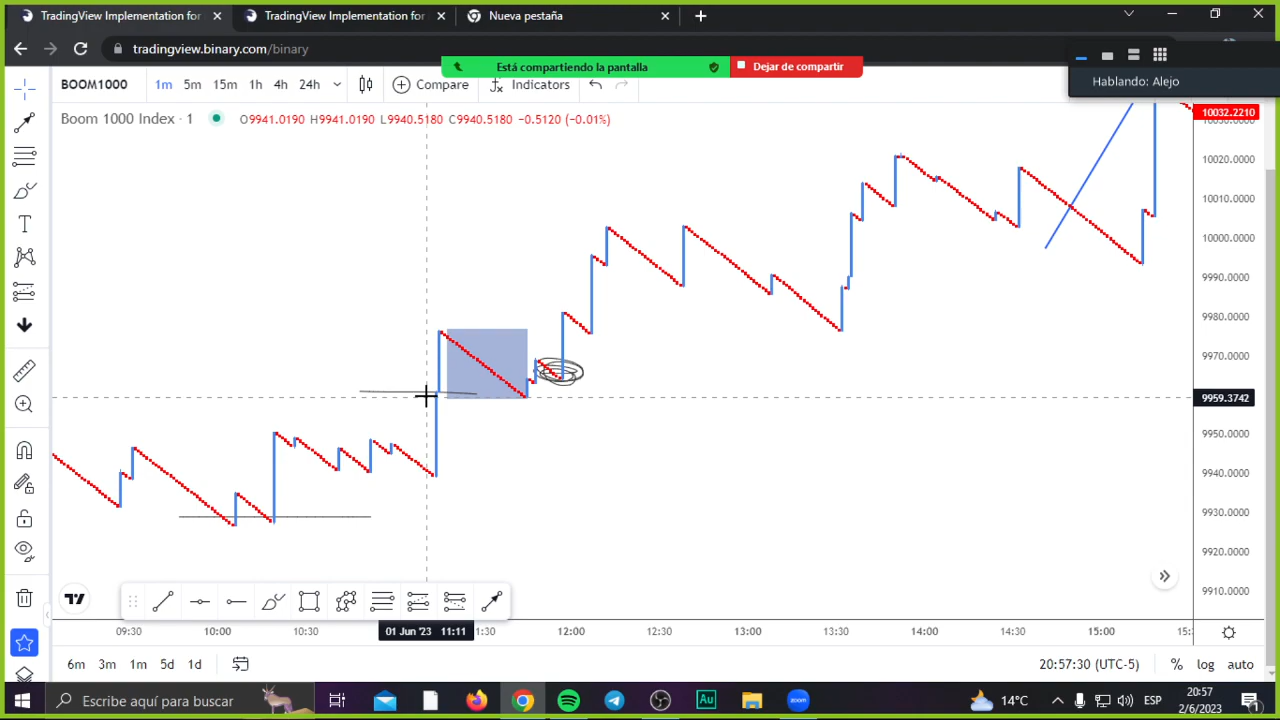 TradingView Implementation for
TradingView Implementation for
Nueva pestaña
tradingview.binary.com/binary
Está compartiendo la pantalla
Dejar de compartir
Hablando: Alejo
BOOM1000
1m 5m 15m 1h 4h 24h
Compare
Indicators
Boom 1000 Index · 1
O9941.0190 H9941.0190 L9940.5180 C9940.5180 -0.5120 (-0.01%)
10032.2210
10020.0000
10010.0000
10000.0000
9990.0000
9980.0000
9970.0000
9959.3742
9950.0000
9940.0000
9930.0000
9920.0000
9910.0000
09:30 10:00 10:30 01 Jun '23 11:11 :30 12:00 12:30 13:00 13:30 14:00 14:30 15:00 15:
6m 3m 1m 5d 1d
20:57:30 (UTC-5) % log auto
Escribe aquí para buscar
Au
zoom
14°C
ESP
20:57
2/6/2023
1